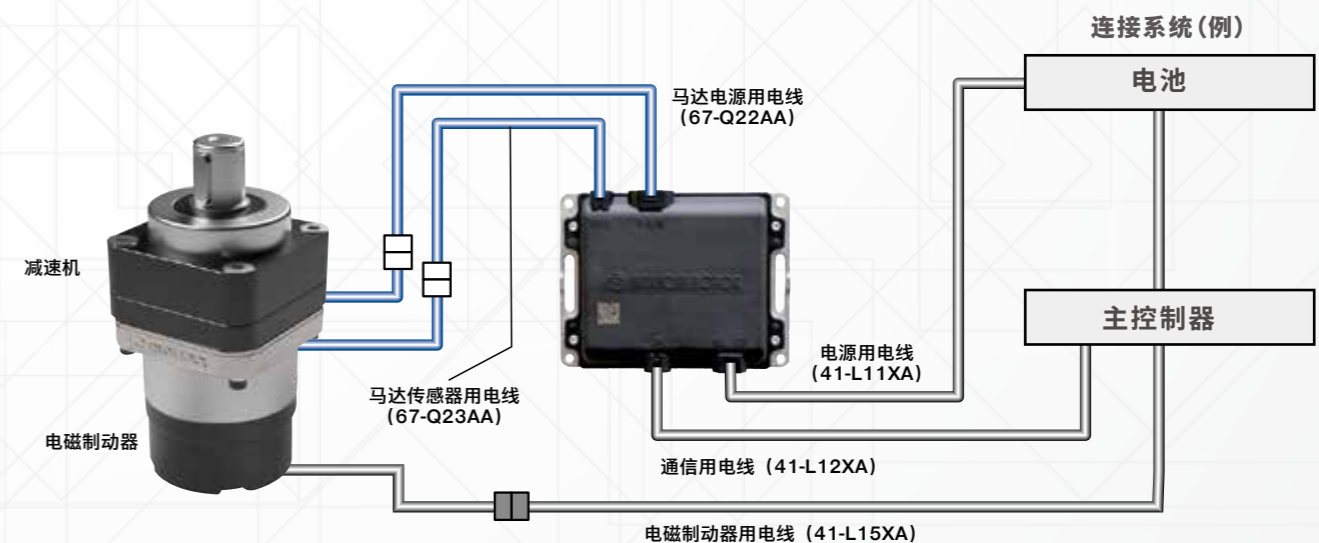 连接系统(例)
电池
马达电源用电线
(67-Q22AA)
减速机
主控制器
电源用电线
(41-L11XA)
马达传感器用电线
(67-Q23AA)
电磁制动器
通信用电线 (41-L12XA)
电磁制动器用电线 (41-L15XA)